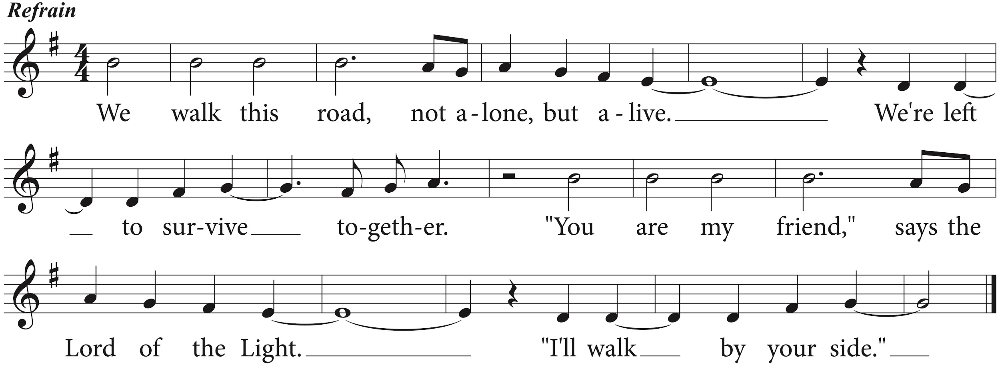 Refrain
We walk this road, not a-lone, but a-live. We're left
to sur-vive to-geth-er. "You are my friend," says the
Lord of the Light. "I'll walk by your side."